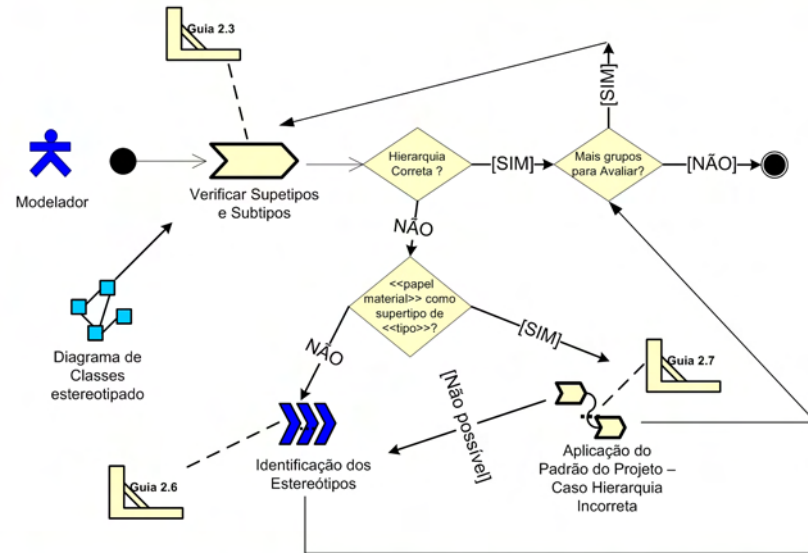 Guia 2.3
[SIM]
Modelador
Verificar Supetipos
e Subtipos
Hierarquia
Correta ?
[SIM]
Mais grupos
para Avaliar?
[NÃO]
NÃO
<<papel
material>> como
supertipo de
<<tipo>>?
[SIM]
NÃO
Diagrama de
Classes
estereotipado
Guia 2.7
[Não possível]
Identificação dos
Estereótipos
Aplicação do
Padrão do Projeto –
Caso Hierarquia
Incorreta
Guia 2.6